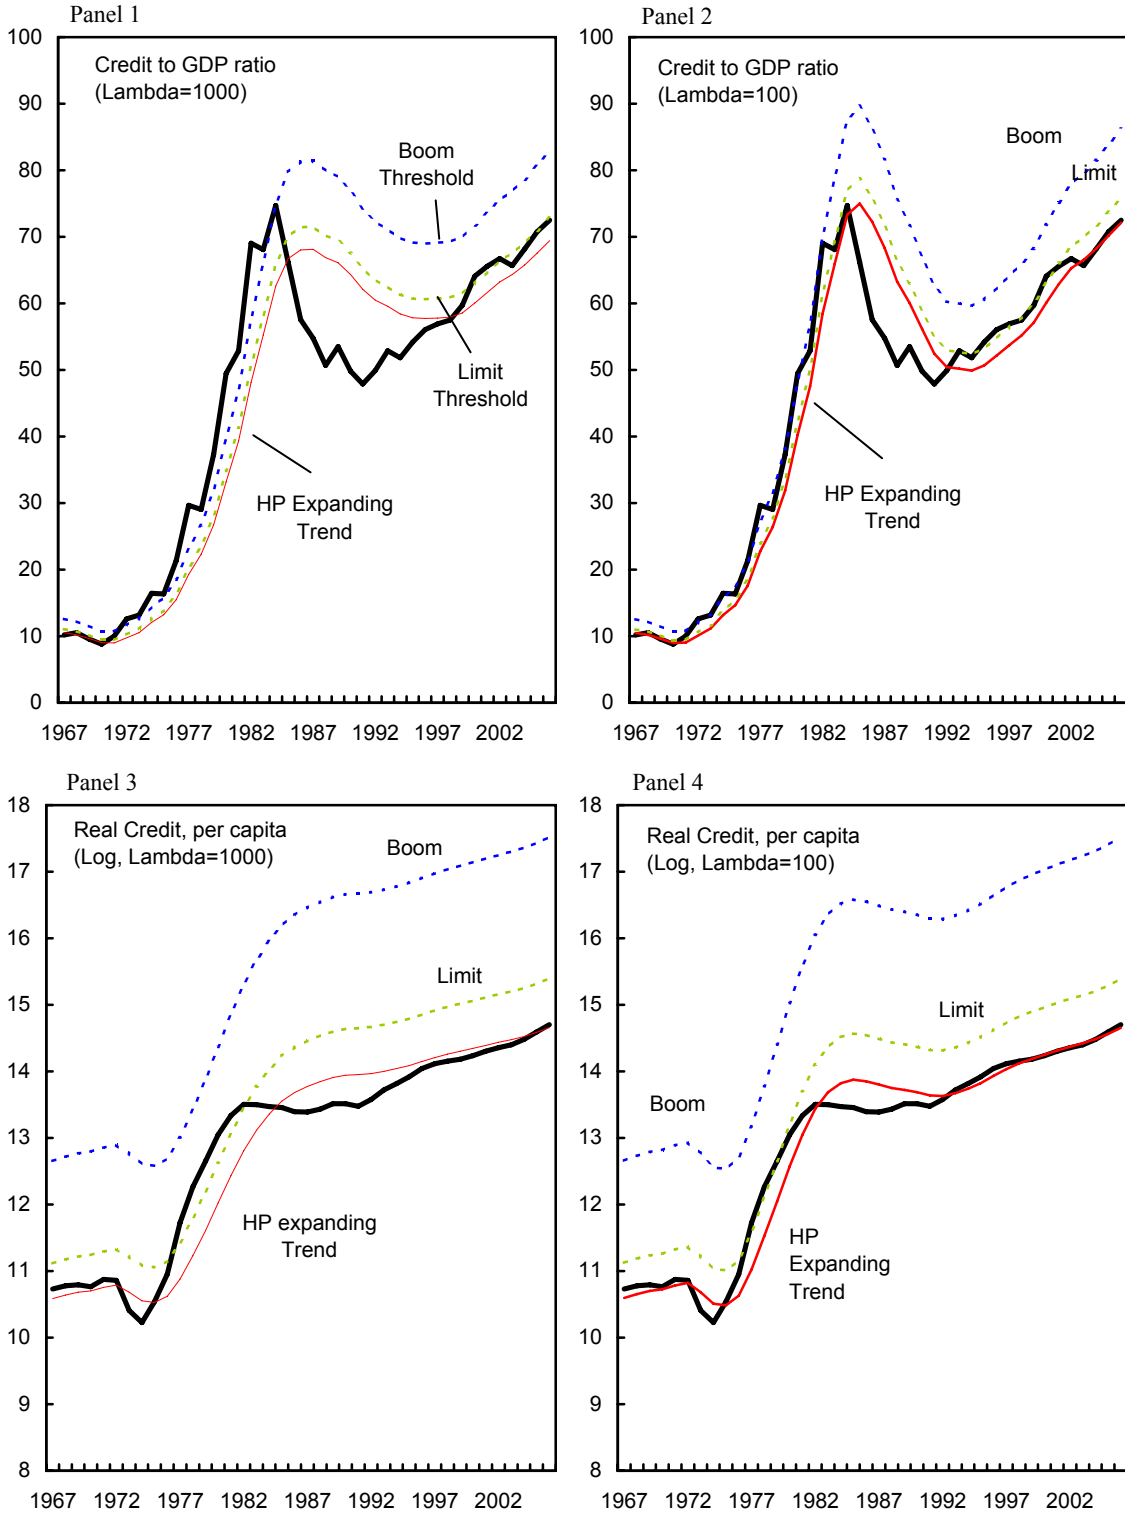 Panel 1
100
90
80
70
60
50
40
30
20
10
0
Credit to GDP ratio
(Lambda=1000)
Boom
Threshold
Limit
Threshold
HP Expanding
Trend
1967 1972 1977 1982 1987 1992 1997 2002
Panel 2
100
90
80
70
60
50
40
30
20
10
0
Credit to GDP ratio
(Lambda=100)
Boom
Limit
HP Expanding
Trend
1967 1972 1977 1982 1987 1992 1997 2002
Panel 3
18
17
16
15
14
13
12
11
10
9
8
Real Credit, per capita
(Log, Lambda=1000)
Boom
Limit
HP expanding
Trend
1967 1972 1977 1982 1987 1992 1997 2002
Panel 4
18
17
16
15
14
13
12
11
10
9
8
Real Credit, per capita
(Log, Lambda=100)
Limit
Boom
HP
Expanding
Trend
1967 1972 1977 1982 1987 1992 1997 2002